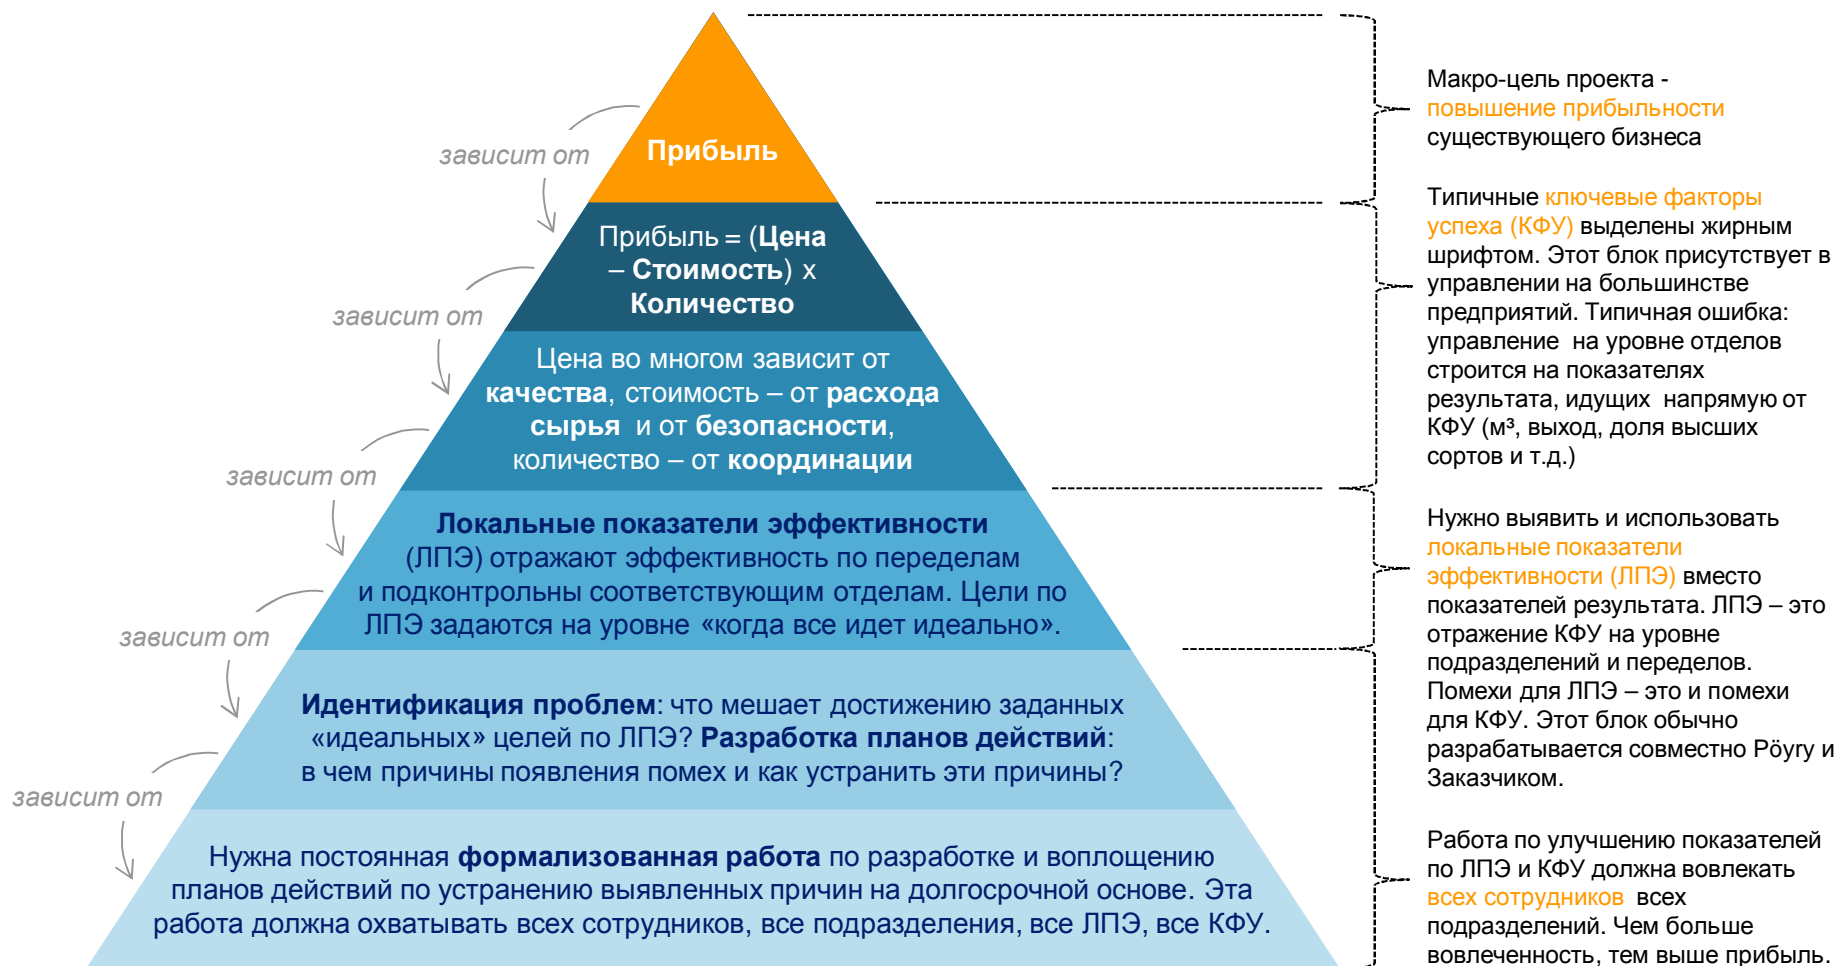 Прибыль
Прибыль = (Цена
– Стоимость) x
Количество
Цена во многом зависит от
качества, стоимость – от расхода
сырья и от безопасности,
количество – от координации
Локальные показатели эффективности
(ЛПЭ) отражают эффективность по переделам
и подконтрольны соответствующим отделам. Цели по
ЛПЭ задаются на уровне «когда все идет идеально».
Идентификация проблем: что мешает достижению заданных
«идеальных» целей по ЛПЭ? Разработка планов действий:
в чем причины появления помех и как устранить эти причины?
Нужна постоянная формализованная работа по разработке и воплощению
планов действий по устранению выявленных причин на долгосрочной основе. Эта
работа должна охватывать всех сотрудников, все подразделения, все ЛПЭ, все КФУ.
зависит от
зависит от
зависит от
зависит от
зависит от
Макро-цель проекта -
повышение прибыльности
существующего бизнеса
Типичные ключевые факторы
успеха (КФУ) выделены жирным
шрифтом. Этот блок присутствует в
управлении на большинстве
предприятий. Типичная ошибка:
управление на уровне отделов
строится на показателях
результата, идущих напрямую от
КФУ (м³, выход, доля высших
сортов и т.д.)
Нужно выявить и использовать
локальные показатели
эффективности (ЛПЭ) вместо
показателей результата. ЛПЭ – это
отражение КФУ на уровне
подразделений и переделов.
Помехи для ЛПЭ – это и помехи
для КФУ. Этот блок обычно
разрабатывается совместно Pöyry и
Заказчиком.
Работа по улучшению показателей
по ЛПЭ и КФУ должна вовлекать
всех сотрудников всех
подразделений. Чем больше
вовлеченность, тем выше прибыль.